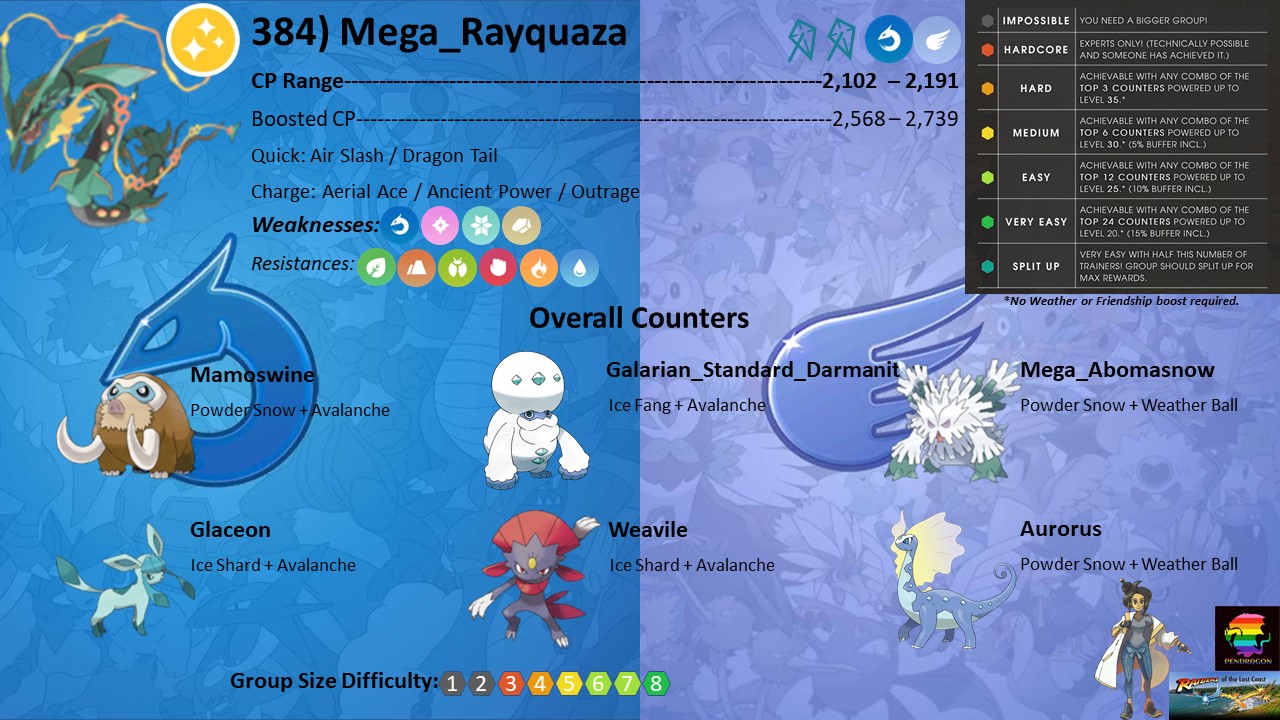 384) Mega_Rayquaza
CP Range------------------------------------------------------------------2,102 – 2,191
Boosted CP------------------------------------------------------------------2,568 – 2,739
Quick: Air Slash / Dragon Tail
Charge: Aerial Ace / Ancient Power / Outrage
Weaknesses:
Resistances:
IMPOSSIBLE
YOU NEED A BIGGER GROUP!
HARDCORE
EXPERTS ONLY! (TECHNICALLY POSSIBLE
AND SOMEONE HAS ACHIEVED IT.)
HARD
ACHIEVABLE WITH ANY COMBO OF THE
TOP 3 COUNTERS POWERED UP TO
LEVEL 35.*
MEDIUM
ACHIEVABLE WITH ANY COMBO OF THE
TOP 6 COUNTERS POWERED UP TO
LEVEL 30.* (5% BUFFER INCL.)
EASY
ACHIEVABLE WITH ANY COMBO OF THE
TOP 12 COUNTERS POWERED UP TO
LEVEL 25.* (10% BUFFER INCL.)
VERY EASY
ACHIEVABLE WITH ANY COMBO OF THE
TOP 24 COUNTERS POWERED UP TO
LEVEL 20.* (15% BUFFER INCL.)
SPLIT UP
VERY EASY WITH HALF THIS NUMBER OF
TRAINERS! GROUP SHOULD SPLIT UP FOR
MAX REWARDS.
*No Weather or Friendship boost required.
Overall Counters
Mamoswine
Powder Snow + Avalanche
Galarian_Standard_Darmanit
Ice Fang + Avalanche
Mega_Abomasnow
Powder Snow + Weather Ball
Glaceon
Ice Shard + Avalanche
Weavile
Ice Shard + Avalanche
Aurorus
Powder Snow + Weather Ball
Group Size Difficulty: 1 2 3 4 5 6 7 8
PENDRAGON
RAIDERS of the Lost Coast